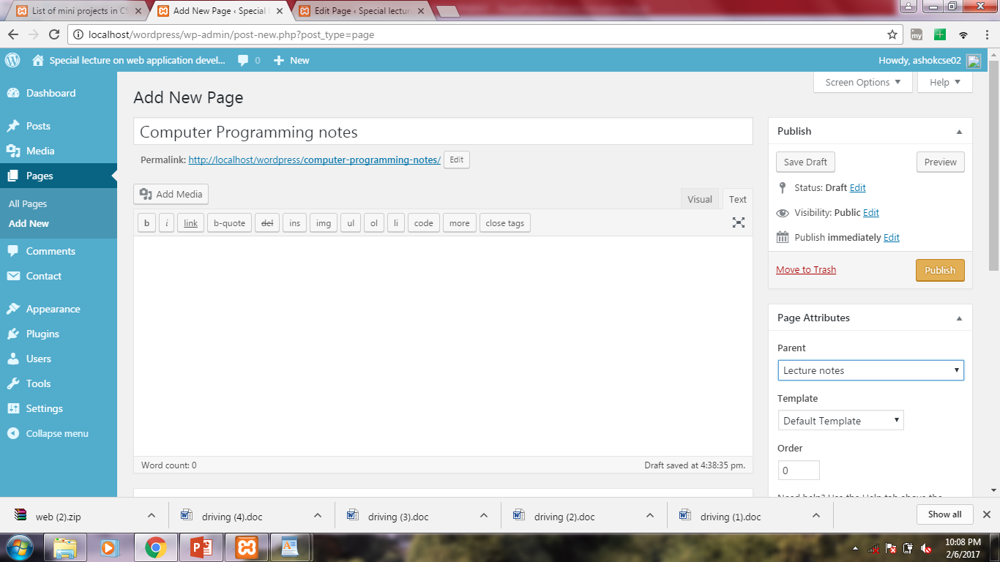 List of mini projects in CS
Add New Page ‹ Special l
Edit Page ‹ Special lectur
localhost/wordpress/wp-admin/post-new.php?post_type=page
my
Special lecture on web application devel... 0 New
Howdy, ashokcse02
Screen Options Help
Dashboard
Posts
Media
Pages
All Pages
Add New
Comments
Contact
Appearance
Plugins
Users
Tools
Settings
Collapse menu
Add New Page
Computer Programming notes
Permalink: http://localhost/wordpress/computer-programming-notes/ Edit
Add Media
Visual Text
b i link b-quote del ins img ul ol li code more close tags
Word count: 0 Draft saved at 4:38:35 pm.
Publish
Save Draft Preview
Status: Draft Edit
Visibility: Public Edit
Publish immediately Edit
Move to Trash Publish
Page Attributes
Parent
Lecture notes
Template
Default Template
Order
0
Need help? Use the Help tab above the
web (2).zip
driving (4).doc
driving (3).doc
driving (2).doc
driving (1).doc
Show all
10:08 PM
2/6/2017